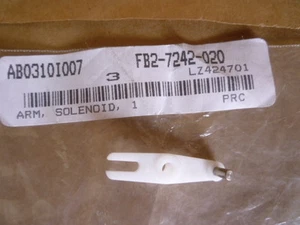 AB0310I007 FB2-7242-020
3 LZ424701
ARM, SOLENOID, 1 PRC